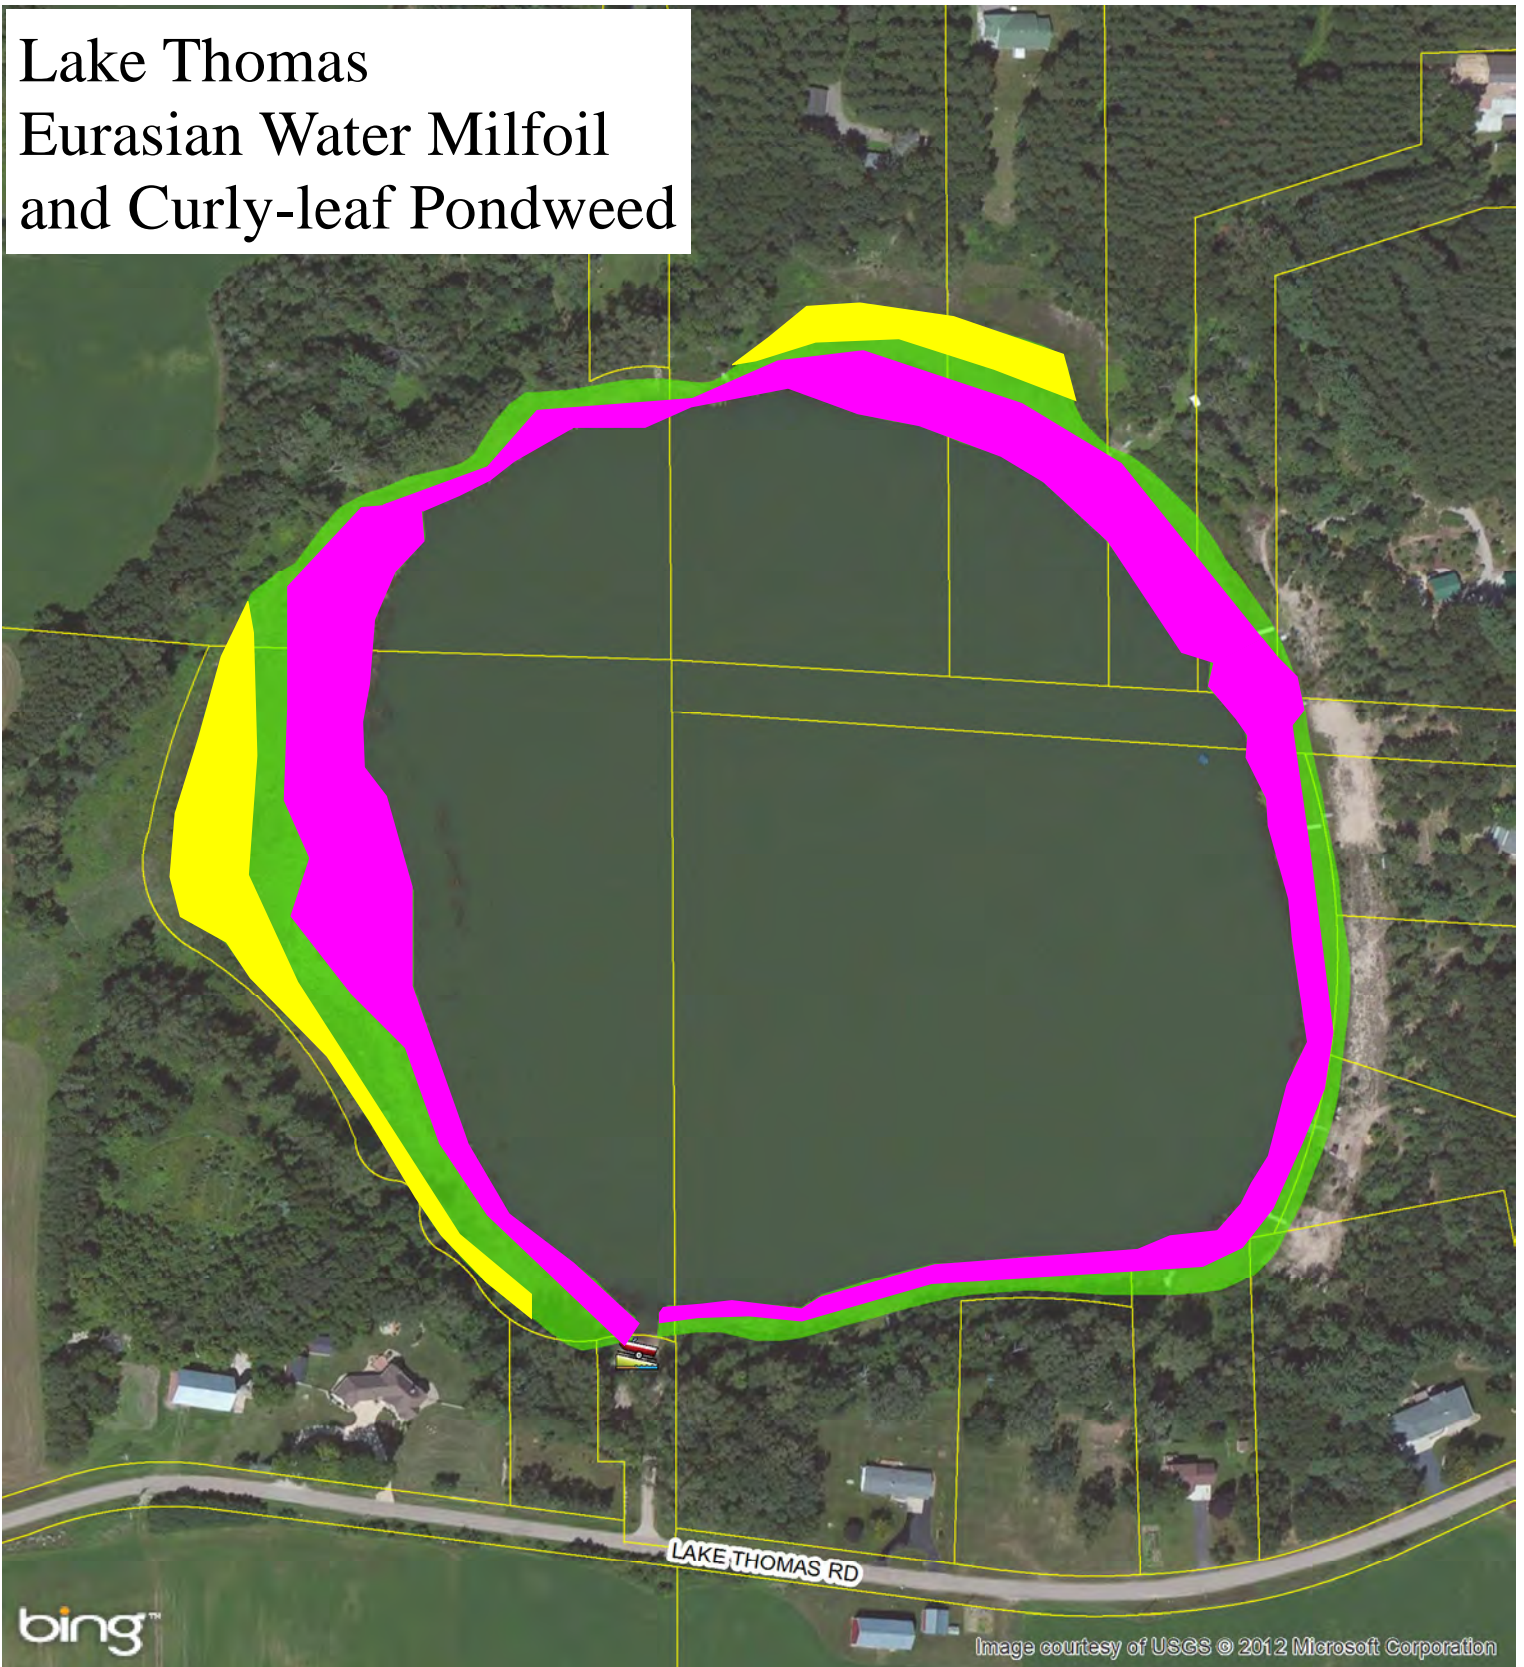 Lake Thomas
Eurasian Water Milfoil
and Curly-leaf Pondweed
LAKE THOMAS RD
bing™
Image courtesy of USGS © 2012 Microsoft Corporation